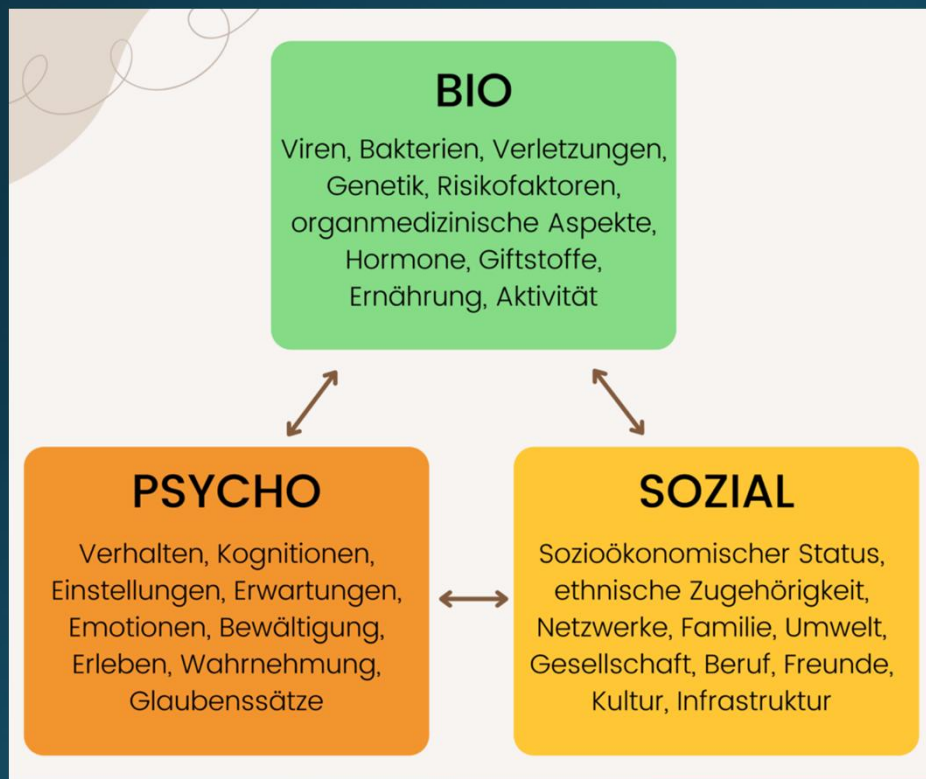 BIO
Viren, Bakterien, Verletzungen,
Genetik, Risikofaktoren,
organmedizinische Aspekte,
Hormone, Giftstoffe,
Ernährung, Aktivität
PSYCHO
Verhalten, Kognitionen,
Einstellungen, Erwartungen,
Emotionen, Bewältigung,
Erleben, Wahrnehmung,
Glaubenssätze
SOZIAL
Sozioökonomischer Status,
ethnische Zugehörigkeit,
Netzwerke, Familie, Umwelt,
Gesellschaft, Beruf, Freunde,
Kultur, Infrastruktur